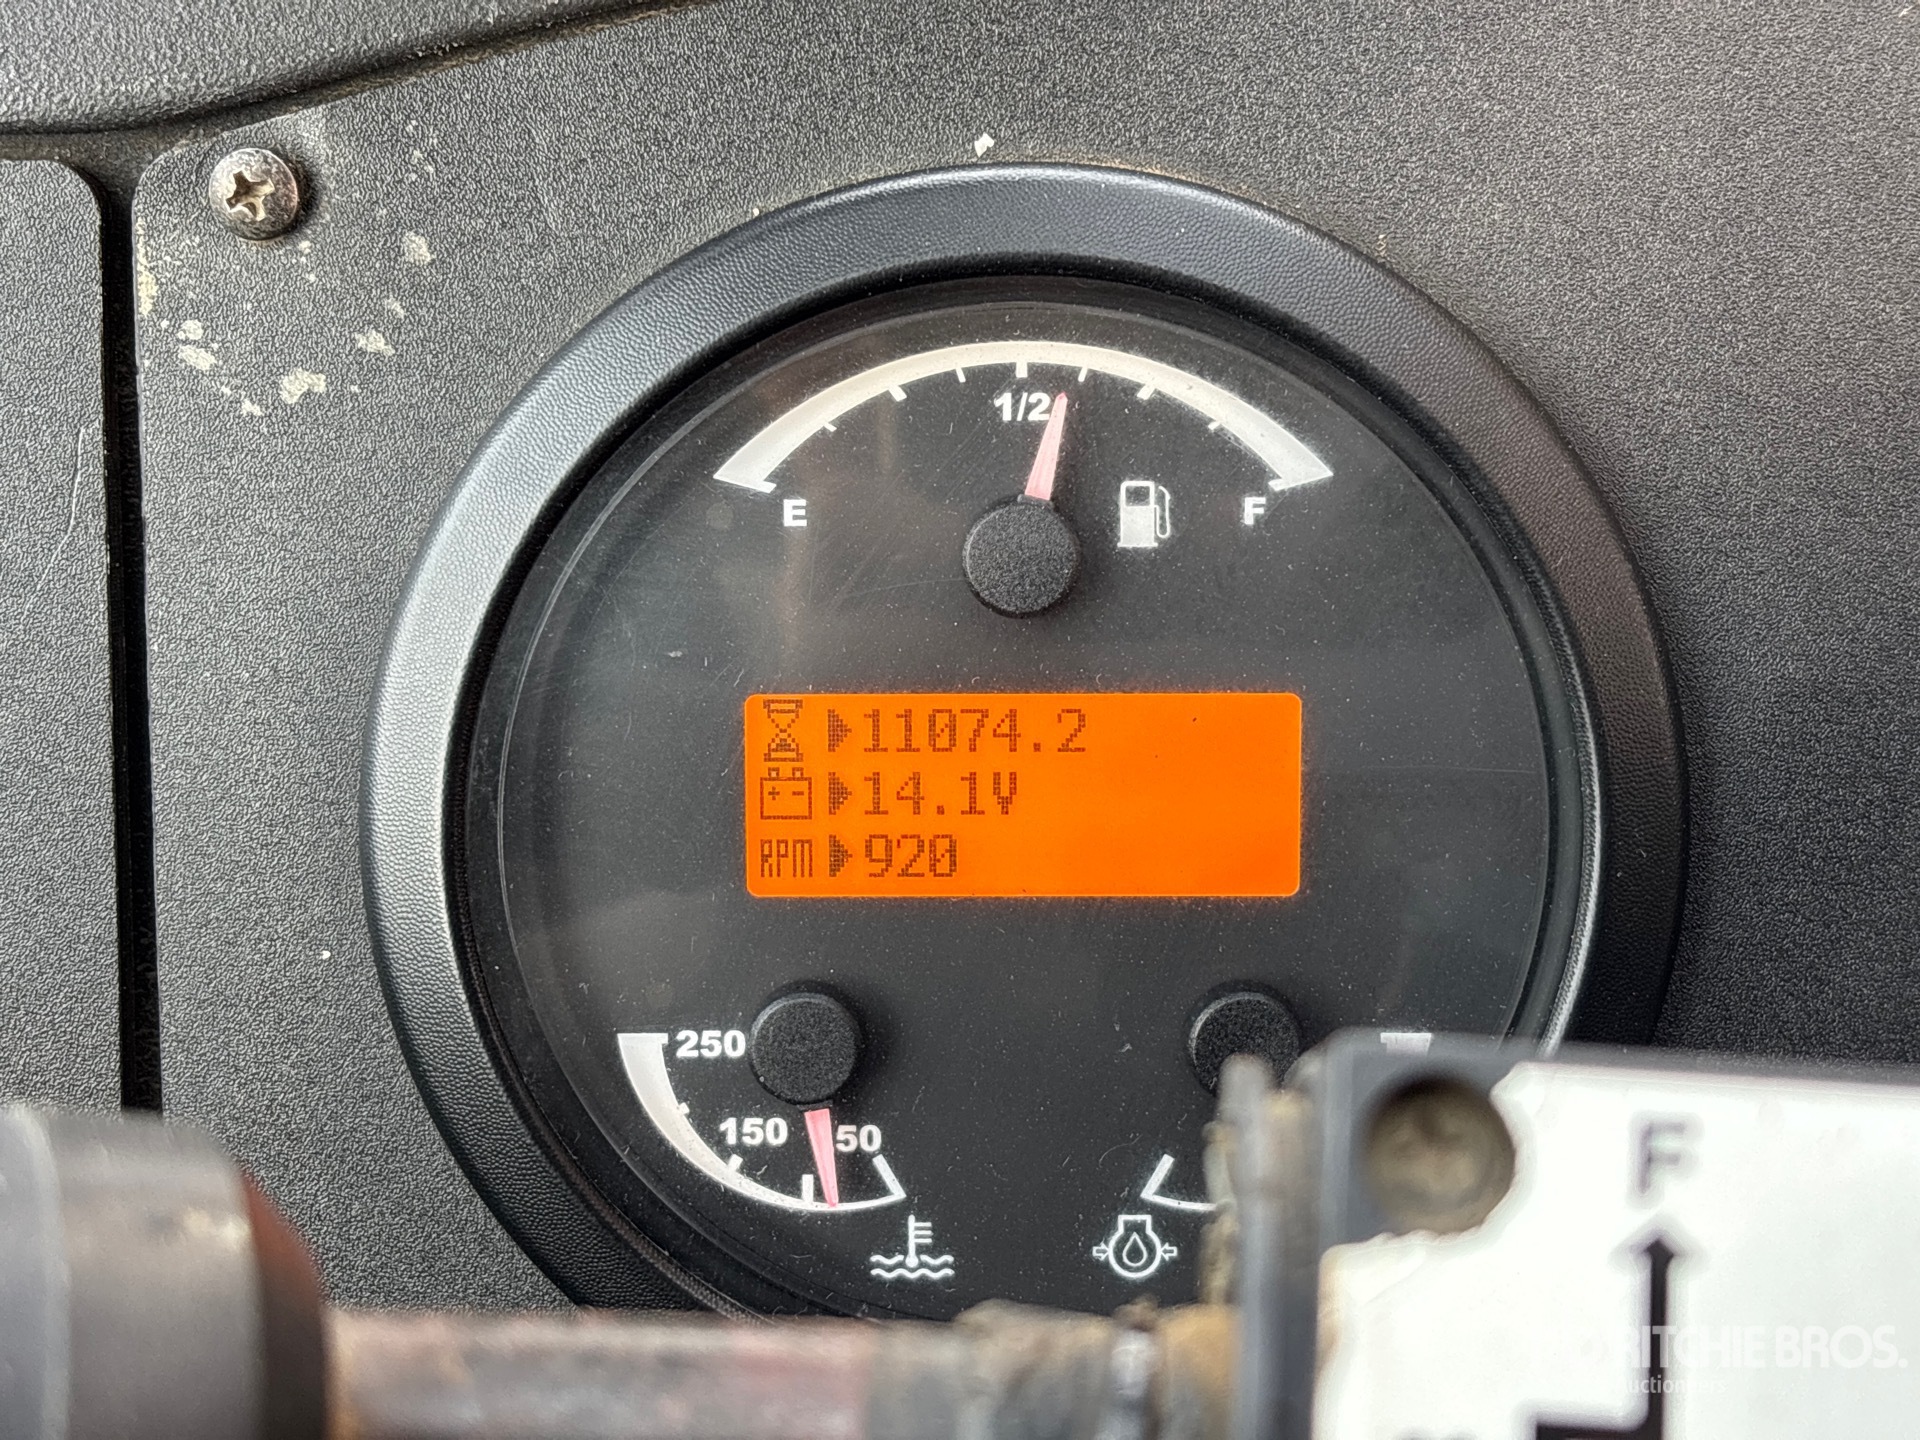 1/2
E F
11074.2
14.1V
RPM 920
250
150 50
F
RITCHIE BROS.